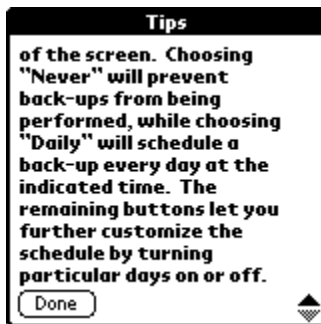 Tips
of the screen. Choosing
"Never" will prevent
back-ups from being
performed, while choosing
"Daily" will schedule a
back-up every day at the
indicated time. The
remaining buttons let you
further customize the
schedule by turning
particular days on or off.
Done